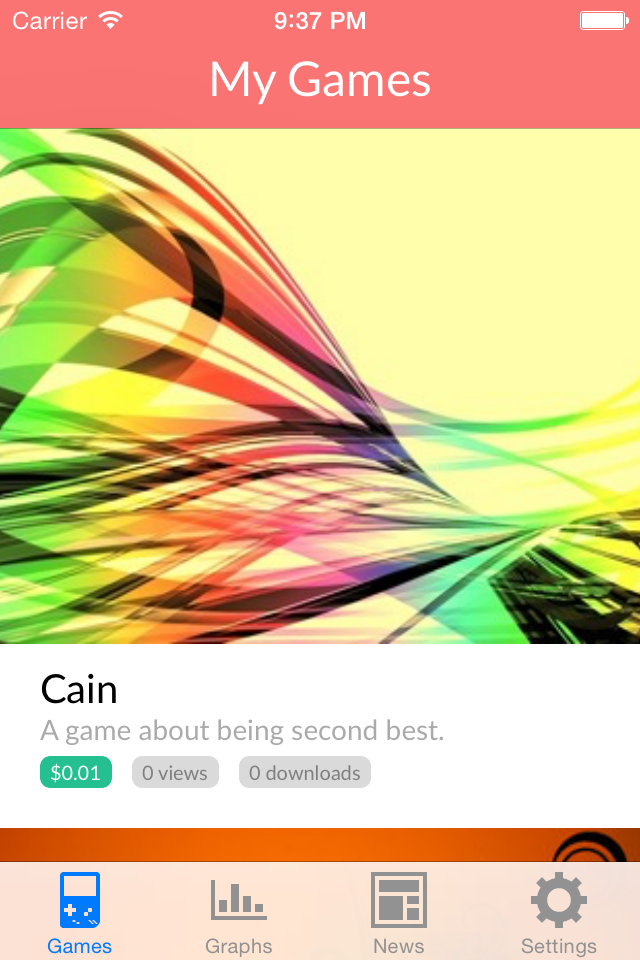 Carrier 9:37 PM
My Games
Cain
A game about being second best.
$0.01 0 views 0 downloads
Games Graphs News Settings